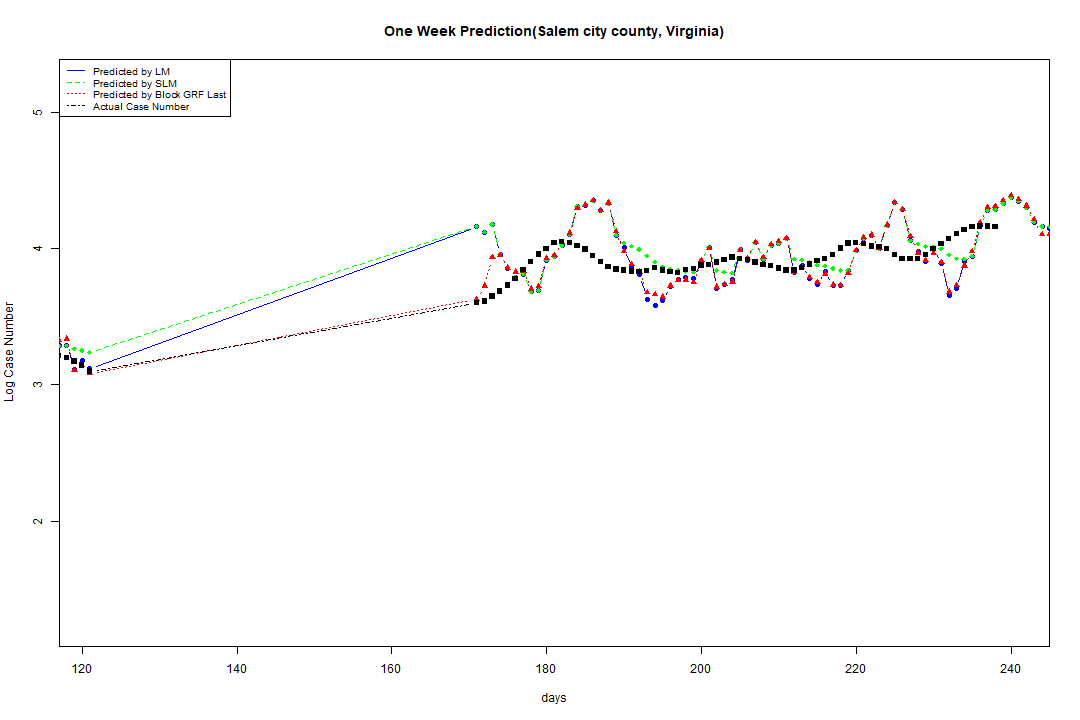 One Week Prediction(Salem city county, Virginia)
Predicted by LM
Predicted by SLM
Predicted by Block GRF Last
Actual Case Number
5
4
3
2
Log Case Number
120 140 160 180 200 220 240
days